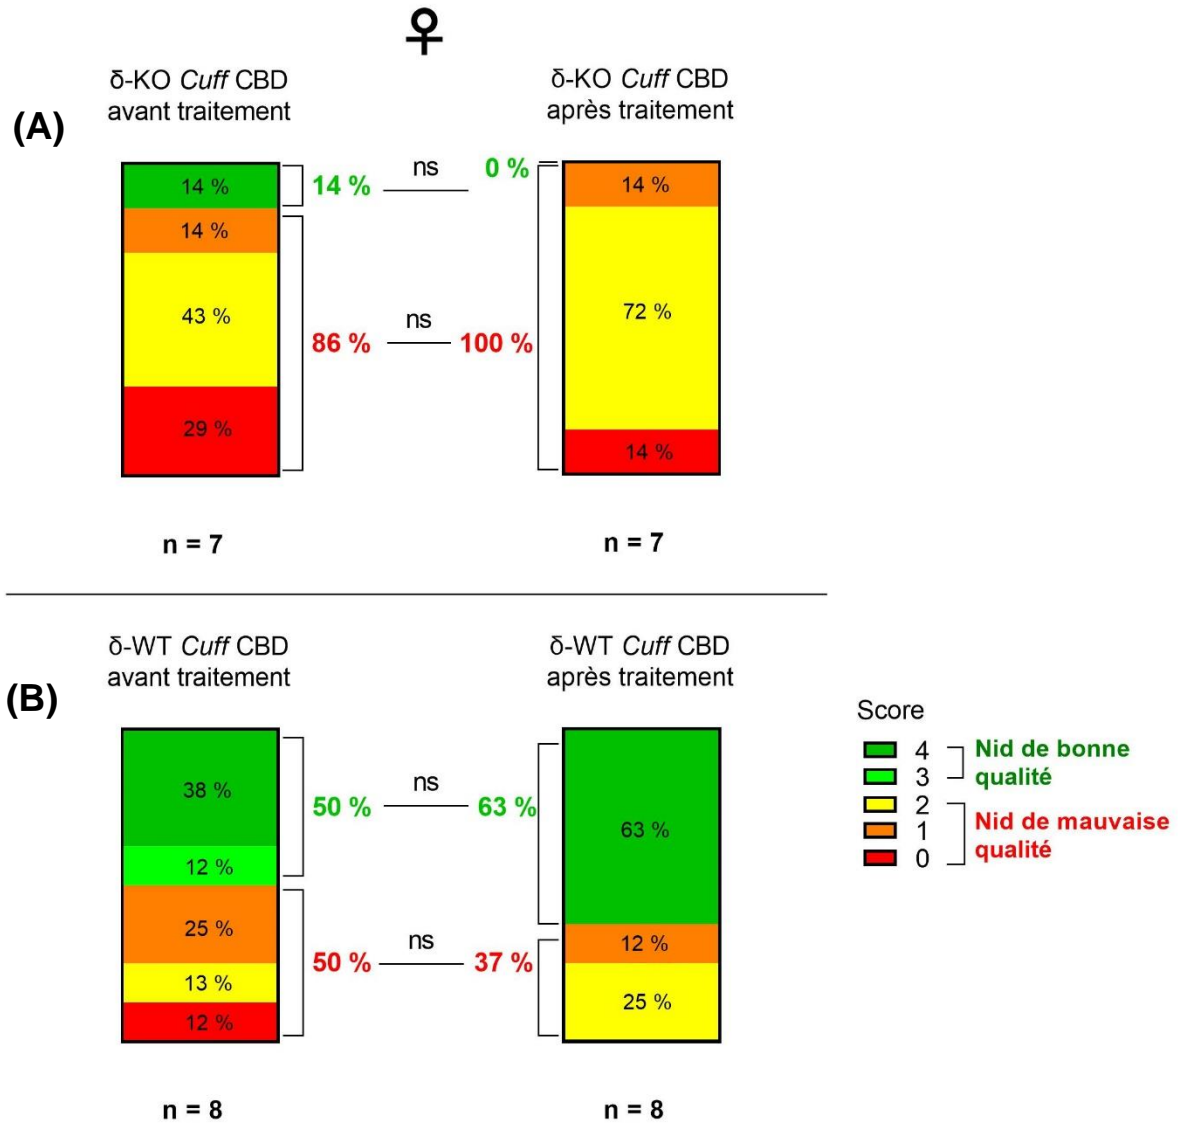 ♀
(A)
δ-KO Cuff CBD
avant traitement
δ-KO Cuff CBD
après traitement
14 %
14 %
43 %
29 %
14 %
ns
0 %
86 %
ns
100 %
14 %
72 %
14 %
n = 7
n = 7
(B)
δ-WT Cuff CBD
avant traitement
δ-WT Cuff CBD
après traitement
38 %
12 %
25 %
13 %
12 %
50 %
ns
63 %
50 %
ns
37 %
63 %
12 %
25 %
n = 8
n = 8
Score
4
3
2
1
0
Nid de bonne
qualité
Nid de mauvaise
qualité